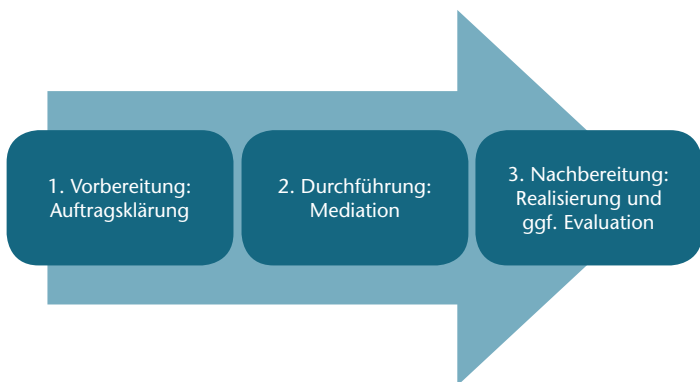 1. Vorbereitung:
Auftragsklärung
2. Durchführung:
Mediation
3. Nachbereitung:
Realisierung und
ggf. Evaluation